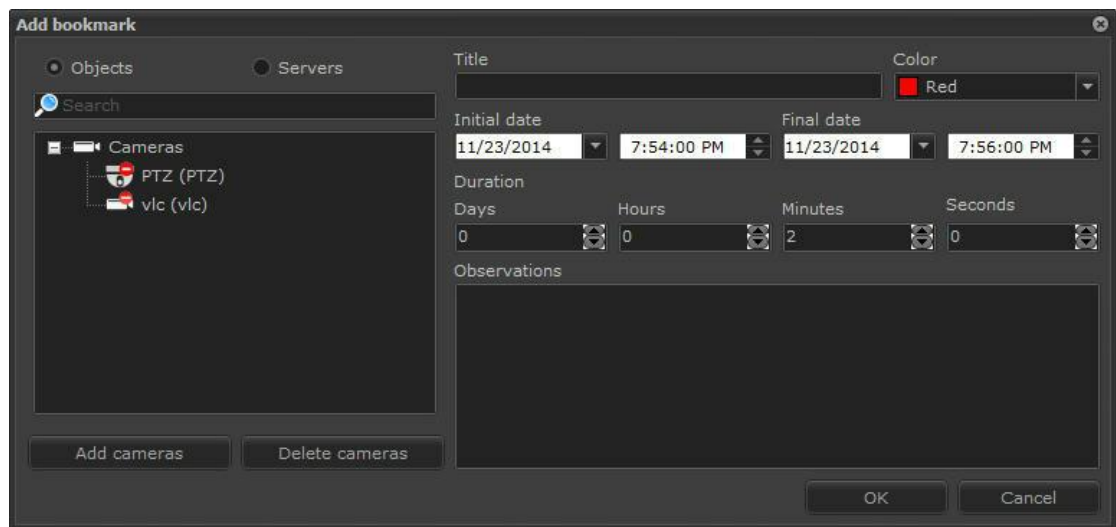 Add bookmark
Objects Servers
Search
Cameras
PTZ (PTZ)
vlc (vlc)
Add cameras Delete cameras
Title Color
Red
Initial date Final date
11/23/2014 7:54:00 PM 11/23/2014 7:56:00 PM
Duration
Days Hours Minutes Seconds
0 0 2 0
Observations
OK Cancel